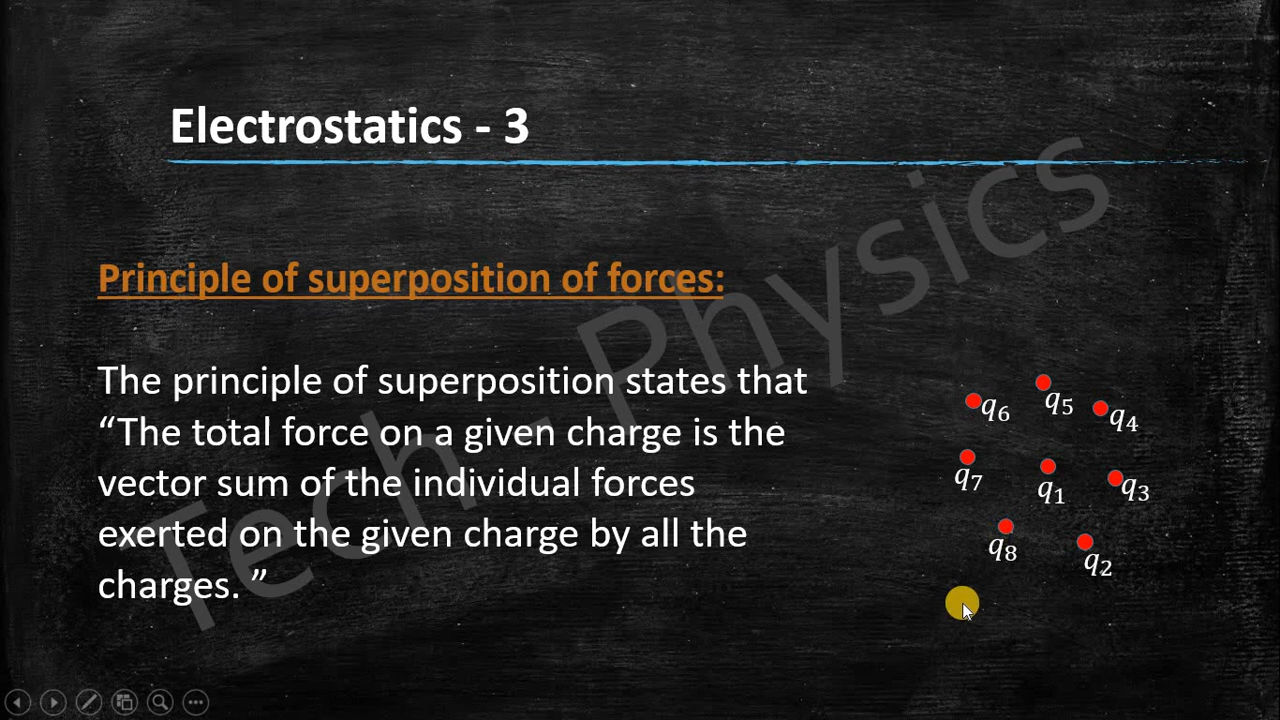 Electrostatics - 3
Principle of superposition of forces:
The principle of superposition states that
“The total force on a given charge is the
vector sum of the individual forces
exerted on the given charge by all the
charges. ”
q₆
q₅
q₄
q₇
q₁
q₃
q₈
q₂
Tech - Physics